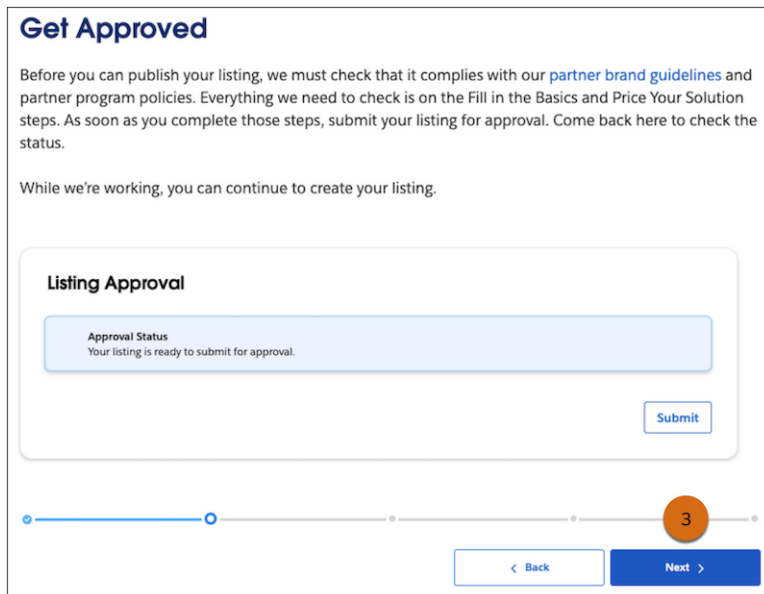 Get Approved
Before you can publish your listing, we must check that it complies with our partner brand guidelines and
partner program policies. Everything we need to check is on the Fill in the Basics and Price Your Solution
steps. As soon as you complete those steps, submit your listing for approval. Come back here to check the
status.
While we’re working, you can continue to create your listing.
Listing Approval
Approval Status
Your listing is ready to submit for approval.
Submit
3
< Back
Next >